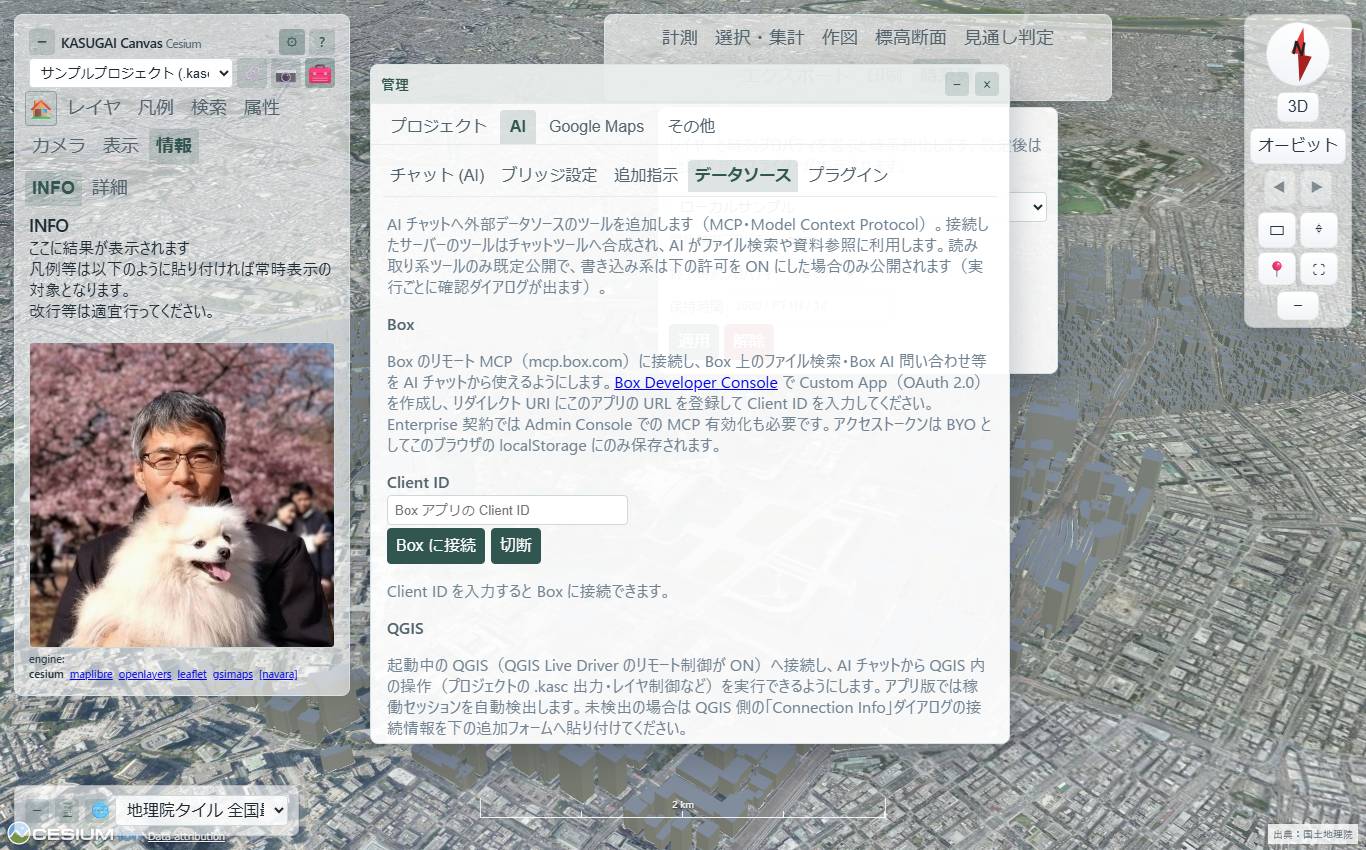 KASUGAI Canvas Cesium
?
サンプルプロジェクト (.kasc
レイヤ 凡例 検索 属性
カメラ 表示 情報
INFO 詳細
INFO
ここに結果が表示されます
凡例等は以下のように貼り付ければ常時表示の
対象となります。
改行等は適宜行ってください。
engine:
cesium maplibre openlayers leaflet gsimaps [navara]
計測 選択・集計 作図 標高断面 見通し判定
管理
プロジェクト AI Google Maps その他
チャット (AI) ブリッジ設定 追加指示 データソース プラグイン
AI チャットへ外部データソースのツールを追加します（MCP・Model Context Protocol）。接続し
たサーバーのツールはチャットツールへ合成され、AI がファイル検索や資料参照に利用します。読み
取り系ツールのみ既定公開で、書き込み系は下の許可を ON にした場合のみ公開されます（実
行ごとに確認ダイアログが出ます）。
Box
Box のリモート MCP（mcp.box.com）に接続し、Box 上のファイル検索・Box AI 問い合わせ等
を AI チャットから使えるようにします。Box Developer Console で Custom App（OAuth 2.0）
を作成し、リダイレクト URI にこのアプリの URL を登録して Client ID を入力してください。
Enterprise 契約では Admin Console での MCP 有効化も必要です。アクセストークンは BYO と
してこのブラウザの localStorage にのみ保存されます。
Client ID
Box アプリの Client ID
Box に接続 切断
Client ID を入力すると Box に接続できます。
QGIS
起動中の QGIS（QGIS Live Driver のリモート制御が ON）へ接続し、AI チャットから QGIS 内
の操作（プロジェクトの .kasc 出力・レイヤ制御など）を実行できるようにします。アプリ版では稼
働セッションを自動検出します。未検出の場合は QGIS 側の「Connection Info」ダイアログの接
続情報を下の追加フォームへ貼り付けてください。
ローカルサンプル
保持時間
適用 解除
N
3D
オービット
地理院タイル 全国最
CESIUM ion Data attribution
2 km
出典：国土地理院